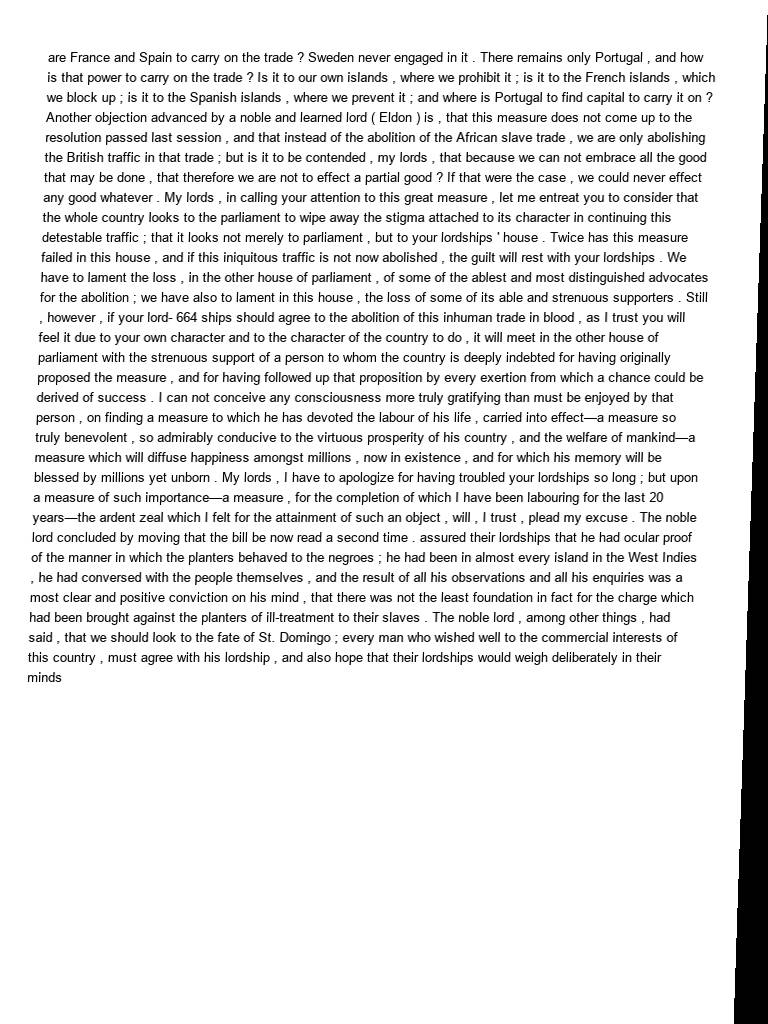 are France and Spain to carry on the trade ? Sweden never engaged in it . There remains only Portugal , and how
is that power to carry on the trade ? Is it to our own islands , where we prohibit it ; is it to the French islands , which
we block up ; is it to the Spanish islands , where we prevent it ; and where is Portugal to find capital to carry it on ?
Another objection advanced by a noble and learned lord ( Eldon ) is , that this measure does not come up to the
resolution passed last session , and that instead of the abolition of the African slave trade , we are only abolishing
the British traffic in that trade ; but is it to be contended , my lords , that because we can not embrace all the good
that may be done , that therefore we are not to effect a partial good ? If that were the case , we could never effect
any good whatever . My lords , in calling your attention to this great measure , let me entreat you to consider that
the whole country looks to the parliament to wipe away the stigma attached to its character in continuing this
detestable traffic ; that it looks not merely to parliament , but to your lordships ' house . Twice has this measure
failed in this house , and if this iniquitous traffic is not now abolished , the guilt will rest with your lordships . We
have to lament the loss , in the other house of parliament , of some of the ablest and most distinguished advocates
for the abolition ; we have also to lament in this house , the loss of some of its able and strenuous supporters . Still
, however , if your lord- 664 ships should agree to the abolition of this inhuman trade in blood , as I trust you will
feel it due to your own character and to the character of the country to do , it will meet in the other house of
parliament with the strenuous support of a person to whom the country is deeply indebted for having originally
proposed the measure , and for having followed up that proposition by every exertion from which a chance could be
derived of success . I can not conceive any consciousness more truly gratifying than must be enjoyed by that
person , on finding a measure to which he has devoted the labour of his life , carried into effect—a measure so
truly benevolent , so admirably conducive to the virtuous prosperity of his country , and the welfare of mankind—a
measure which will diffuse happiness amongst millions , now in existence , and for which his memory will be
blessed by millions yet unborn . My lords , I have to apologize for having troubled your lordships so long ; but upon
a measure of such importance—a measure , for the completion of which I have been labouring for the last 20
years—the ardent zeal which I felt for the attainment of such an object , will , I trust , plead my excuse . The noble
lord concluded by moving that the bill be now read a second time . assured their lordships that he had ocular proof
of the manner in which the planters behaved to the negroes ; he had been in almost every island in the West Indies
, he had conversed with the people themselves , and the result of all his observations and all his enquiries was a
most clear and positive conviction on his mind , that there was not the least foundation in fact for the charge which
had been brought against the planters of ill-treatment to their slaves . The noble lord , among other things , had
said , that we should look to the fate of St. Domingo ; every man who wished well to the commercial interests of
this country , must agree with his lordship , and also hope that their lordships would weigh deliberately in their
minds